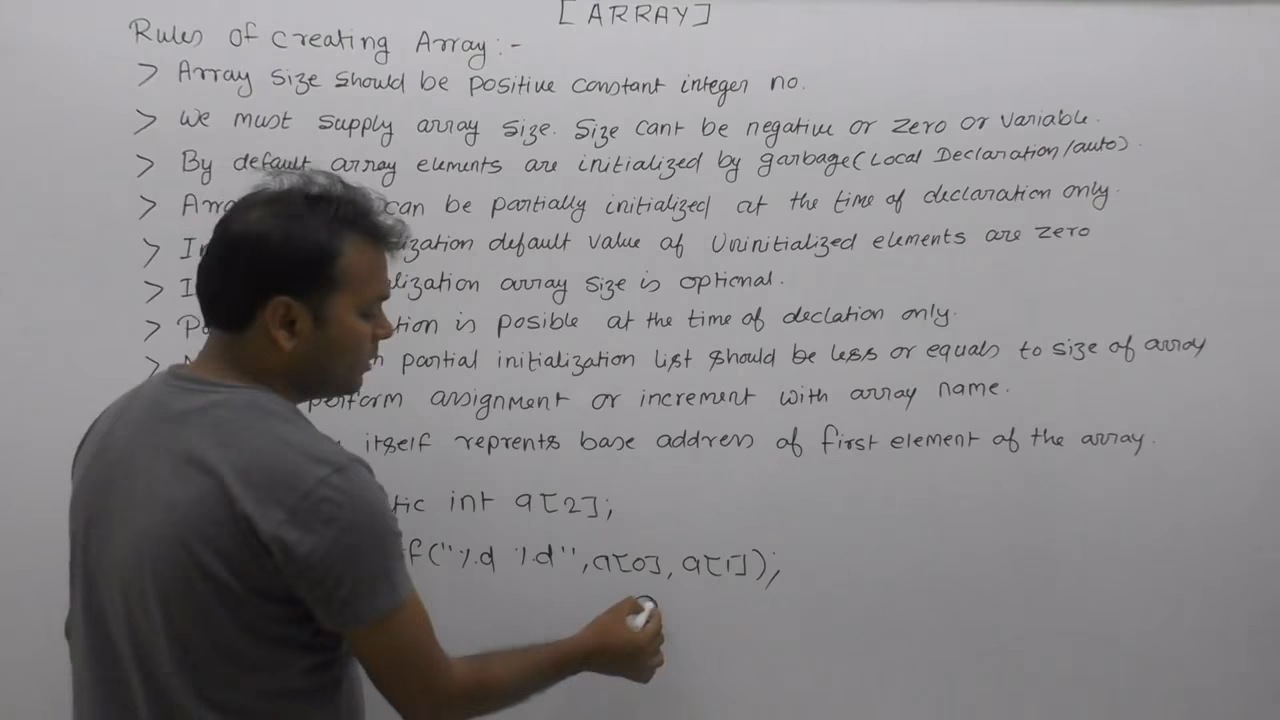 [ARRAY]
Rules Of Creating Array:-
> Array Size should be positive constant integer no.
> We must supply array size. Size cant be negative or zero or variable.
> By default array elements are initialized by garbage(Local Declaration/auto).
> can be partially initialized at the time of declaration only.
> default value of Uninitialized elements are zero
> array size is optional.
> is posible at the time of declation only.
> partial initialization list should be less or equals to size of array
perform assignment or increment with array name.
itself reprents base address of first element of the array.
int a[2];
("%d %d",a[0], a[1]);